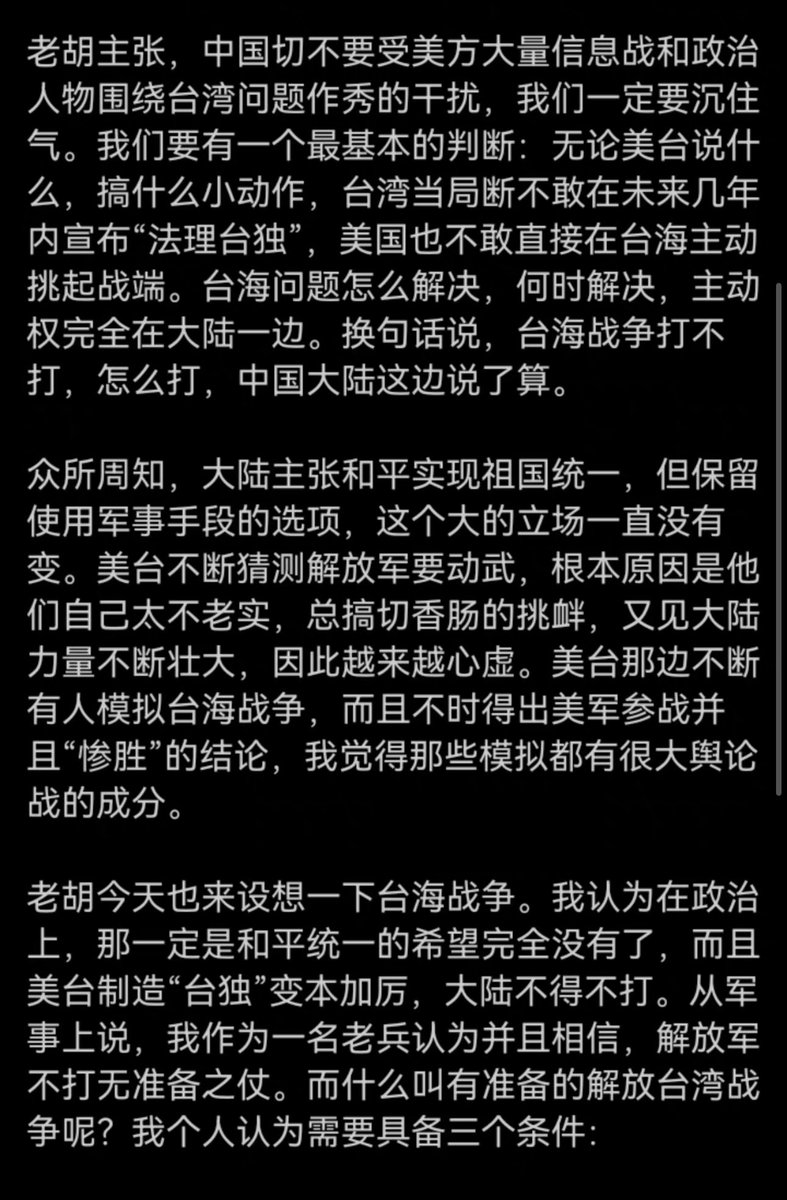 老胡主张，中国切不要受美方大量信息战和政治
人物围绕台湾问题作秀的干扰，我们一定要沉住
气。我们要有一个最基本的判断：无论美台说什
么，搞什么小动作，台湾当局断不敢在未来几年
内宣布“法理台独”，美国也不敢直接在台海主动
挑起战端。台海问题怎么解决，何时解决，主动
权完全在大陆一边。换句话说，台海战争打不
打，怎么打，中国大陆这边说了算。
众所周知，大陆主张和平实现祖国统一，但保留
使用军事手段的选项，这个大的立场一直没有
变。美台不断猜测解放军要动武，根本原因是他
们自己太不老实，总搞切香肠的挑衅，又见大陆
力量不断壮大，因此越来越心虚。美台那边不断
有人模拟台海战争，而且不时得出美军参战并
且“惨胜”的结论，我觉得那些模拟都有很大舆论
战的成分。
老胡今天也来设想一下台海战争。我认为在政治
上，那一定是和平统一的希望完全没有了，而且
美台制造“台独”变本加厉，大陆不得不打。从军
事上说，我作为一名老兵认为并且相信，解放军
不打无准备之仗。而什么叫有准备的解放台湾战
争呢？我个人认为需要具备三个条件：